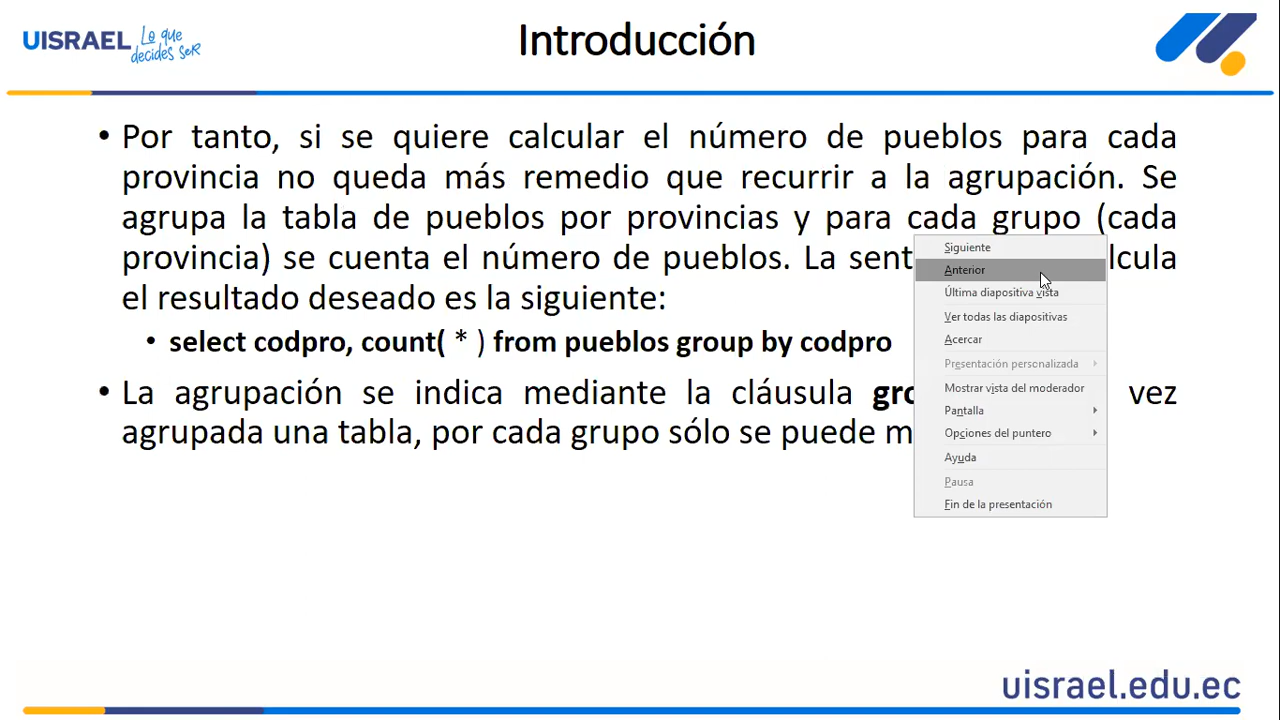 UISRAEL Lo que
decides seR
Introducción
• Por tanto, si se quiere calcular el número de pueblos para cada
provincia no queda más remedio que recurrir a la agrupación. Se
agrupa la tabla de pueblos por provincias y para cada grupo (cada
provincia) se cuenta el número de pueblos. La sent lcula
el resultado deseado es la siguiente:
• select codpro, count( * ) from pueblos group by codpro
• La agrupación se indica mediante la cláusula gro vez
agrupada una tabla, por cada grupo sólo se puede m
Siguiente
Anterior
Última diapositiva vista
Ver todas las diapositivas
Acercar
Presentación personalizada
Mostrar vista del moderador
Pantalla
Opciones del puntero
Ayuda
Pausa
Fin de la presentación
uisrael.edu.ec